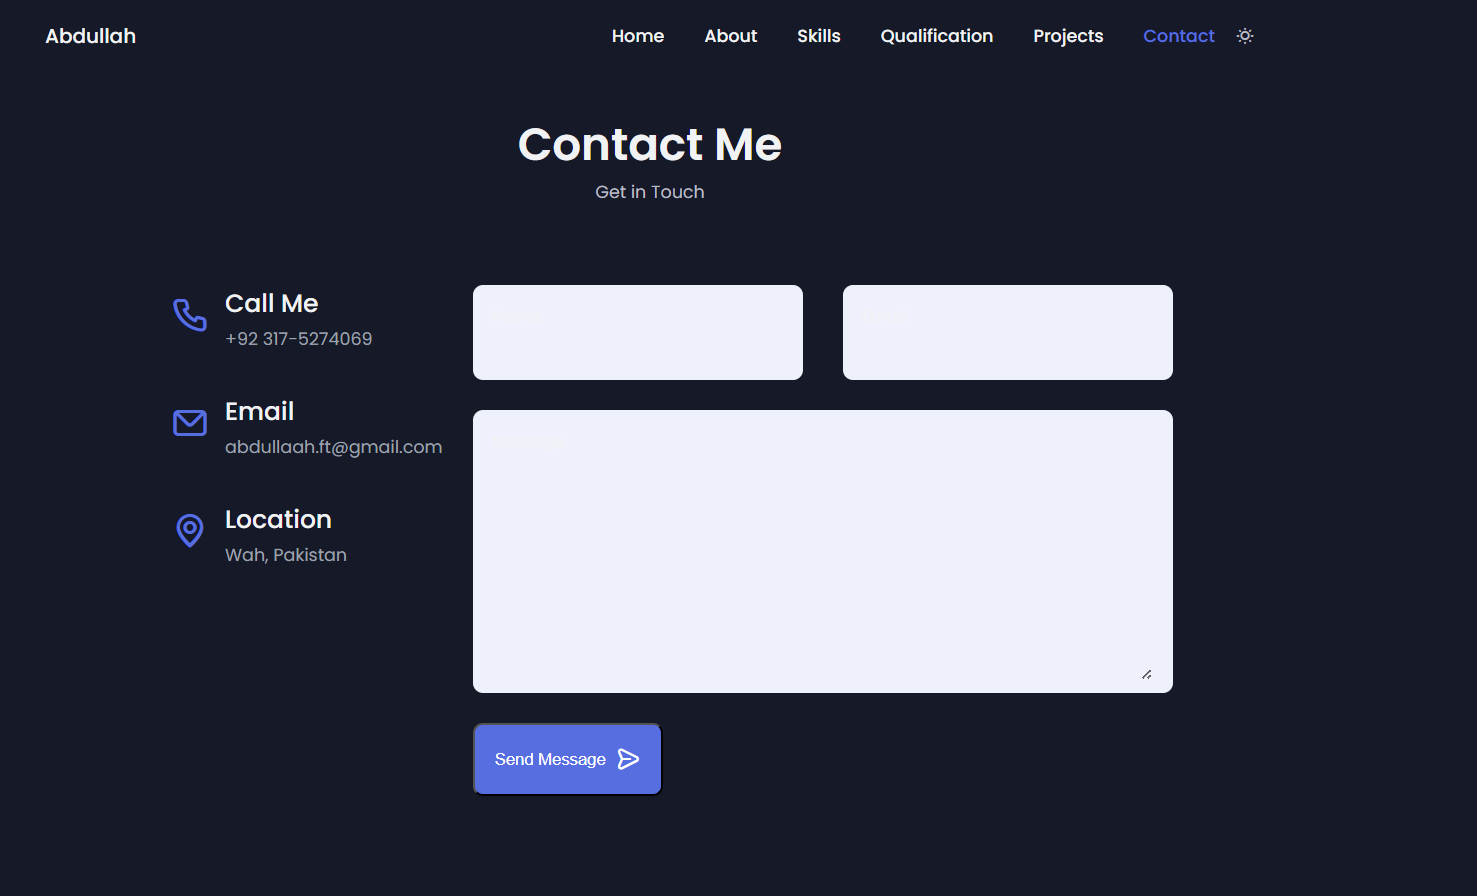 Abdullah
Home About Skills Qualification Projects Contact
Contact Me
Get in Touch
Call Me
+92 317-5274069
Email
abdullaah.ft@gmail.com
Location
Wah, Pakistan
Send Message